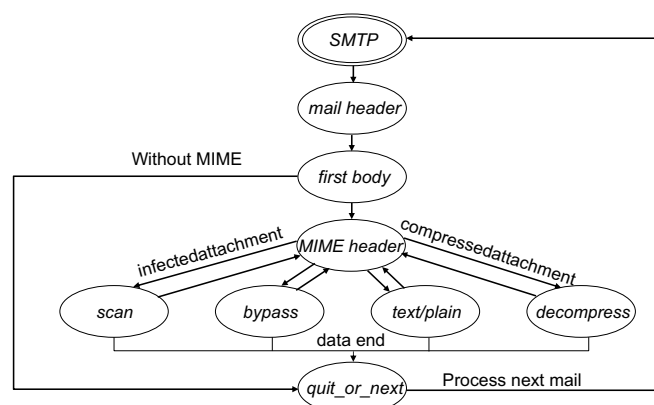 SMTP
mail header
Without MIME
first body
infectedattachment
MIME header
compressedattachment
scan
bypass
text/plain
decompress
data end
quit_or_next
Process next mail